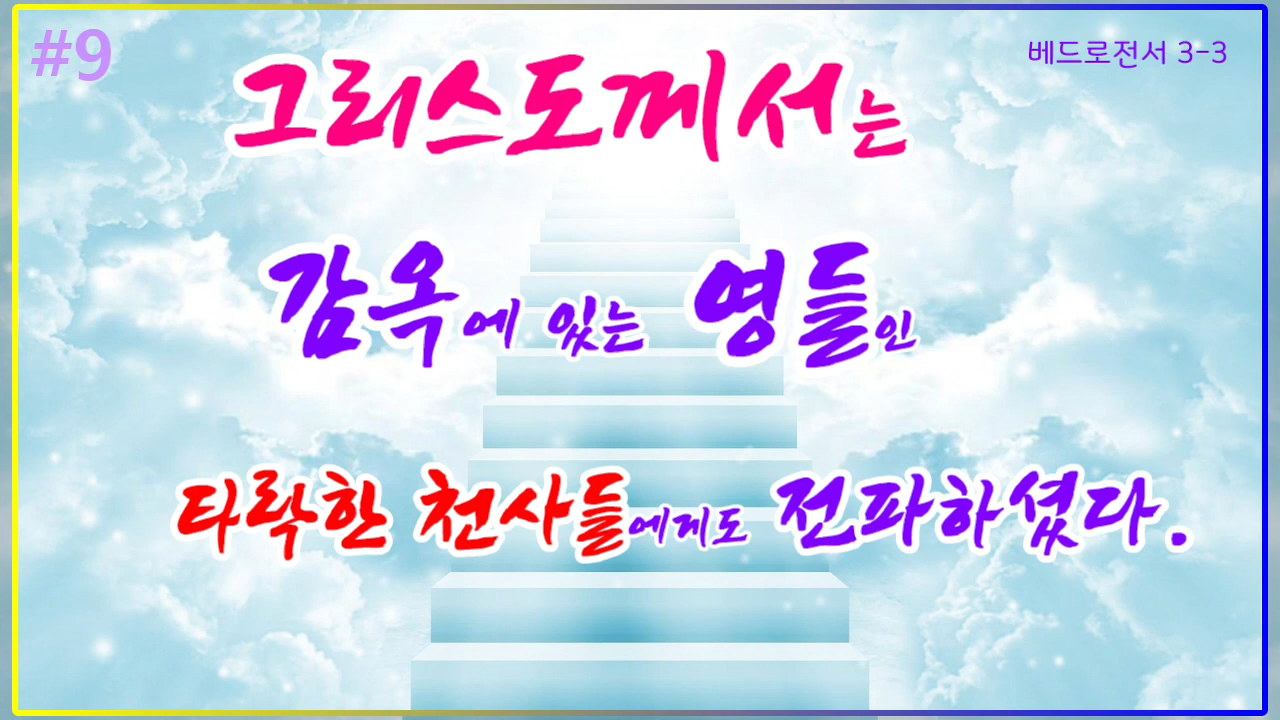 #9
베드로전서 3-3
그리스도께서는
감옥에 있는 영들인
타락한 천사들에게도 전파하셨다.